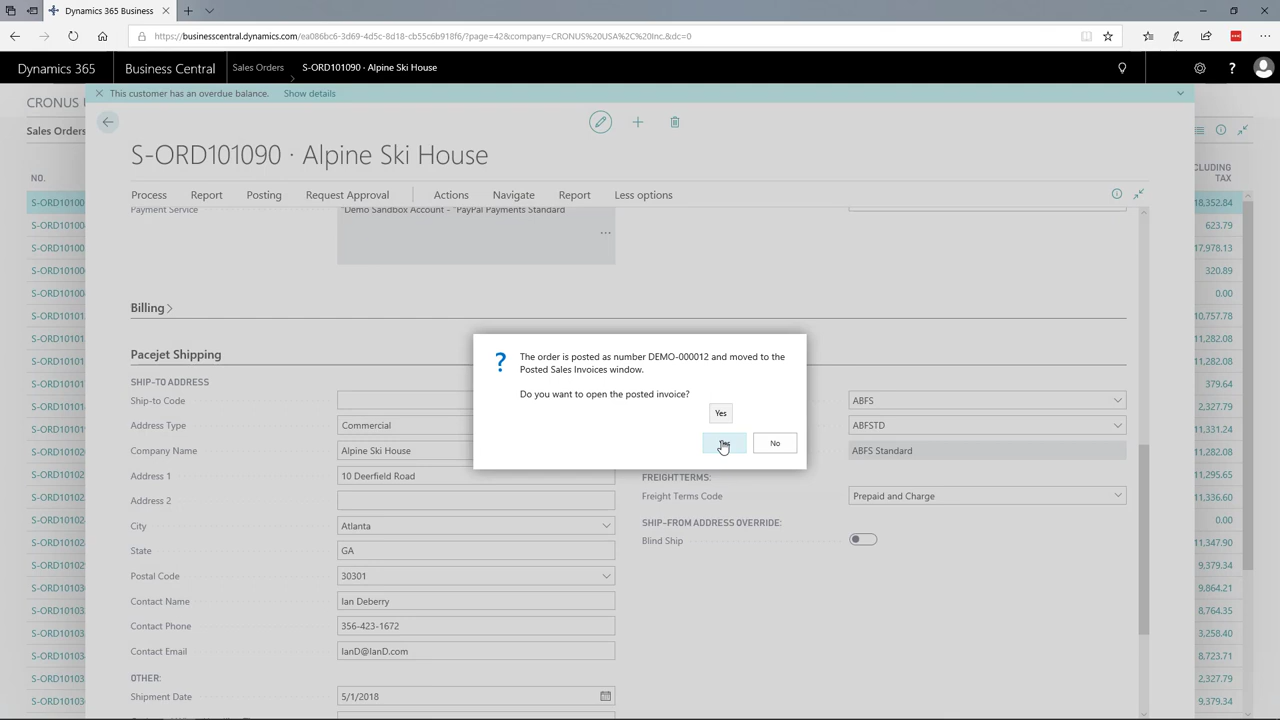 Dynamics 365 Business
https://businesscentral.dynamics.com/ea086bc6-3d69-4d5c-8d18-cb55c6b918f6/?page=42&company=CRONUS%20USA%2C%20Inc.&dc=0
Dynamics 365
Business Central
Sales Orders
S-ORD101090 · Alpine Ski House
CRONUS
This customer has an overdue balance.
Show details
Sales Orders
S-ORD101090 · Alpine Ski House
NO.
CLUDING
TAX
Process
Report
Posting
Request Approval
Actions
Navigate
Report
Less options
Payment Service
"Demo Sandbox Account - "PayPal Payments Standard
...
Billing
Pacejet Shipping
SHIP-TO ADDRESS
Ship-to Code
Address Type
Commercial
Company Name
Alpine Ski House
Address 1
10 Deerfield Road
Address 2
City
Atlanta
State
GA
Postal Code
30301
Contact Name
Ian Deberry
Contact Phone
356-423-1672
Contact Email
IanD@IanD.com
OTHER:
Shipment Date
5/1/2018
The order is posted as number DEMO-000012 and moved to the
Posted Sales Invoices window.
Do you want to open the posted invoice?
Yes
Yes
No
ABFS
ABFSTD
ABFS Standard
FREIGHT TERMS:
Freight Terms Code
Prepaid and Charge
SHIP-FROM ADDRESS OVERRIDE:
Blind Ship
18,352.84
623.79
17,978.13
320.89
0.00
10,757.78
11,282.08
11,282.08
379.64
2,327.79
11,331.24
11,282.08
11,295.65
11,336.60
0.00
11,347.90
9,379.34
9,864.21
8,764.35
3,258.40
8,723.71
2,327.79
9,379.34